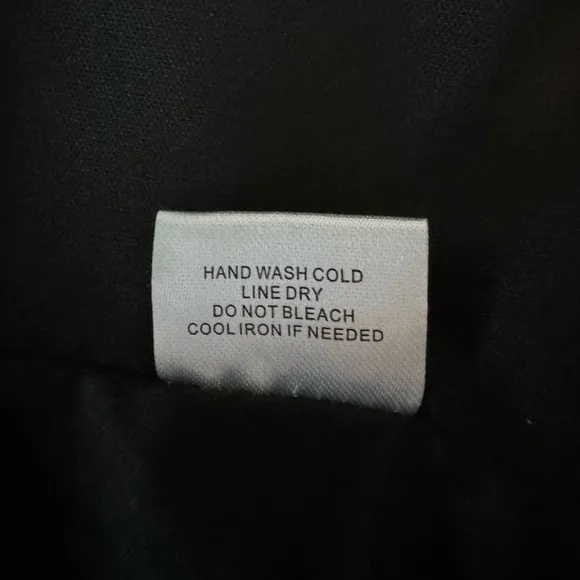 HAND WASH COLD
LINE DRY
DO NOT BLEACH
COOL IRON IF NEEDED